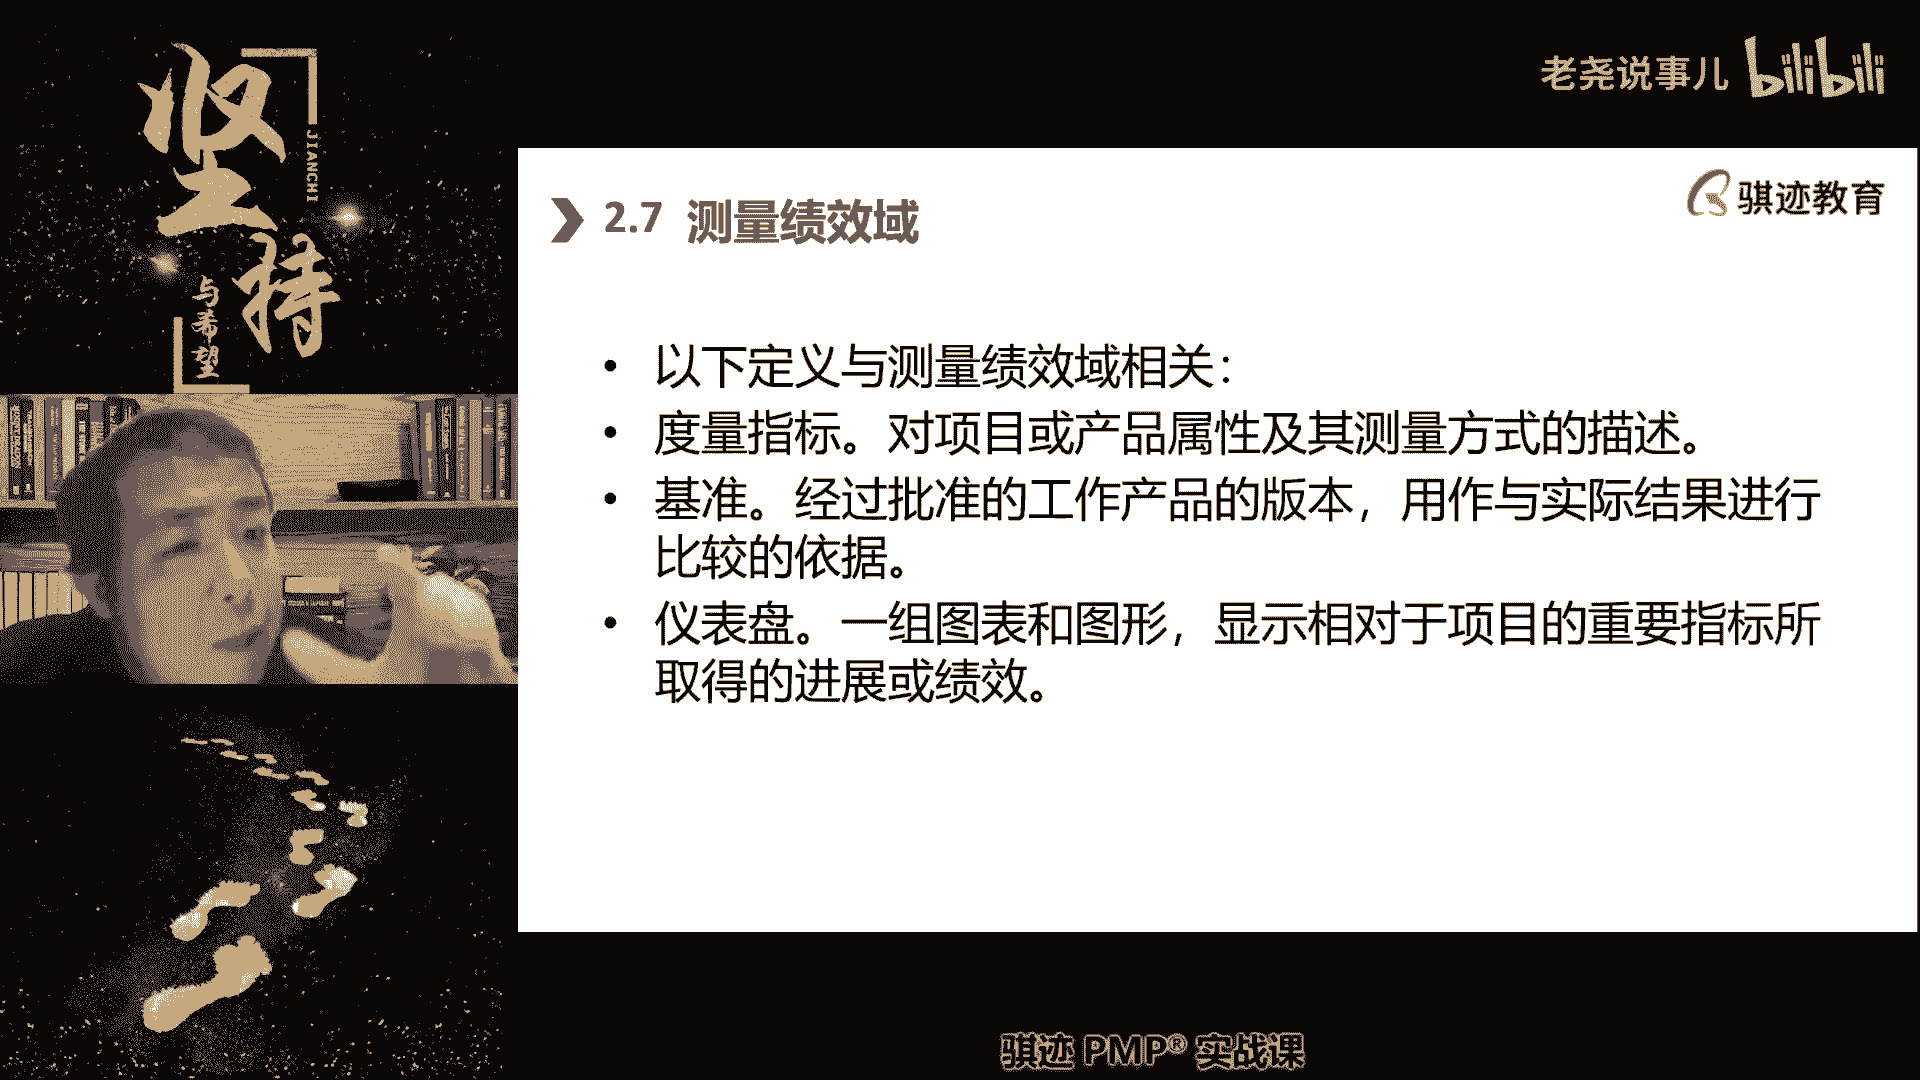 坚持
JIANCHI
与希望
老尧说事儿 bilibili
骐迹教育
2.7 测量绩效域
• 以下定义与测量绩效域相关：
• 度量指标。对项目或产品属性及其测量方式的描述。
• 基准。经过批准的工作产品的版本，用作与实际结果进行
比较的依据。
• 仪表盘。一组图表和图形，显示相对于项目的重要指标所
取得的进展或绩效。
骐迹 PMP® 实战课